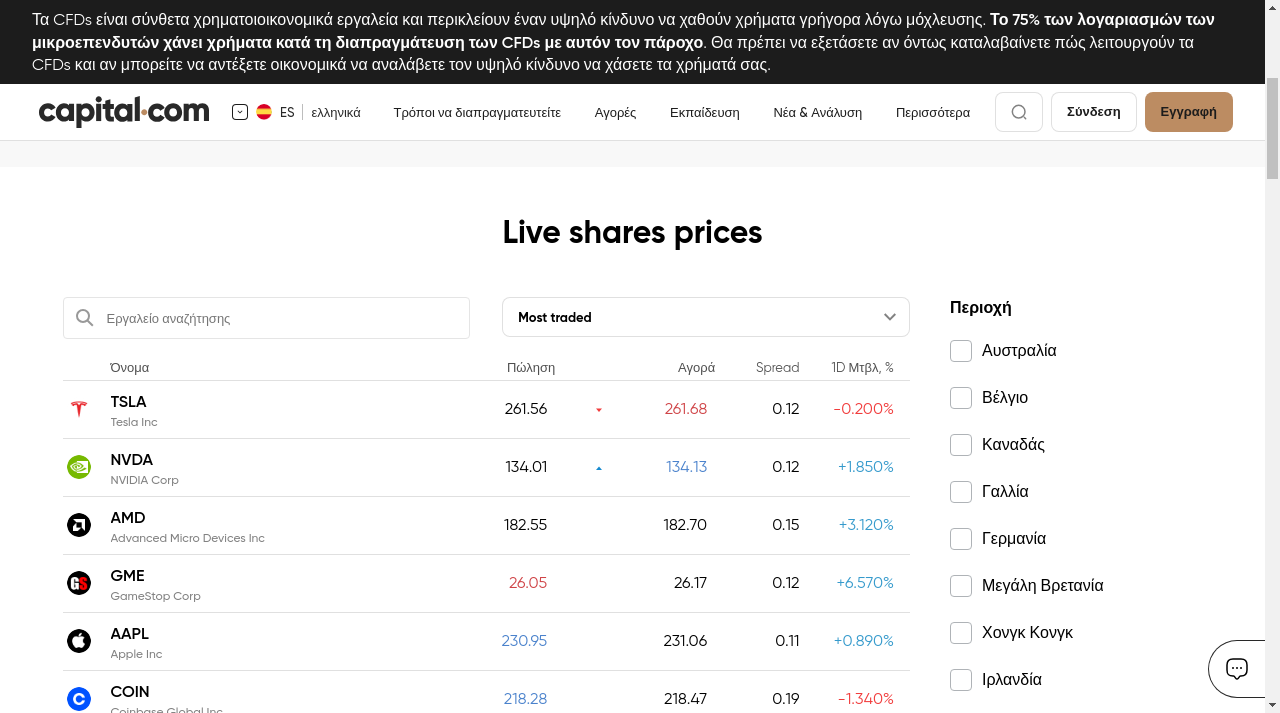 Τα CFDs είναι σύνθετα χρηματοοικονομικά εργαλεία και περικλείουν έναν υψηλό κίνδυνο να χαθούν χρήματα γρήγορα λόγω μόχλευσης. Το 75% των λογαριασμών των
μικροεπενδυτών χάνει χρήματα κατά τη διαπραγμάτευση των CFDs με αυτόν τον πάροχο. Θα πρέπει να εξετάσετε αν όντως καταλαβαίνετε πώς λειτουργούν τα
CFDs και αν μπορείτε να αντέξετε οικονομικά να αναλάβετε τον υψηλό κίνδυνο να χάσετε τα χρήματά σας.
capital.com ES ελληνικά Τρόποι να διαπραγματευτείτε Αγορές Εκπαίδευση Νέα & Ανάλυση Περισσότερα Σύνδεση Εγγραφή
Live shares prices
Εργαλείο αναζήτησης Most traded
Όνομα Πώληση Αγορά Spread 1D Μτβλ, %
TSLA 261.56 261.68 0.12 -0.200%
Tesla Inc
NVDA 134.01 134.13 0.12 +1.850%
NVIDIA Corp
AMD 182.55 182.70 0.15 +3.120%
Advanced Micro Devices Inc
GME 26.05 26.17 0.12 +6.570%
GameStop Corp
AAPL 230.95 231.06 0.11 +0.890%
Apple Inc
COIN 218.28 218.47 0.19 -1.340%
Coinbase Global Inc
Περιοχή
Αυστραλία
Βέλγιο
Καναδάς
Γαλλία
Γερμανία
Μεγάλη Βρετανία
Χονγκ Κονγκ
Ιρλανδία